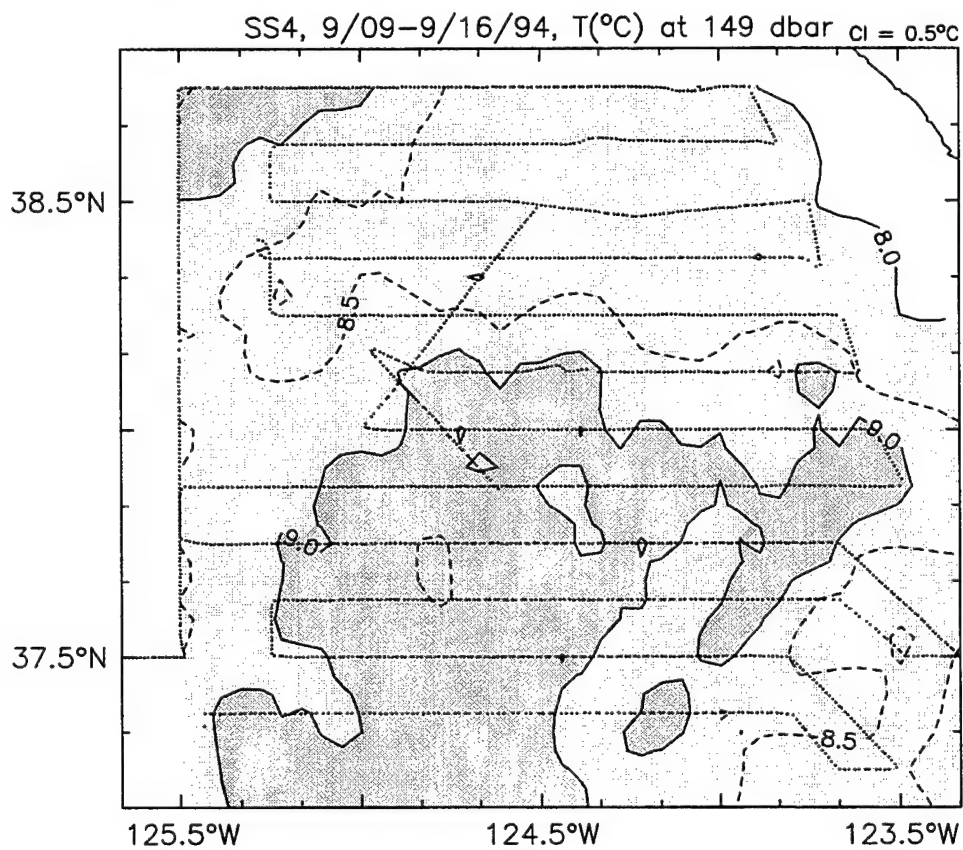 SS4, 9/09–9/16/94, T(°C) at 149 dbar CI = 0.5°C
38.5°N
8.0
8.5
9.0
9.0
37.5°N
8.5
125.5°W 124.5°W 123.5°W